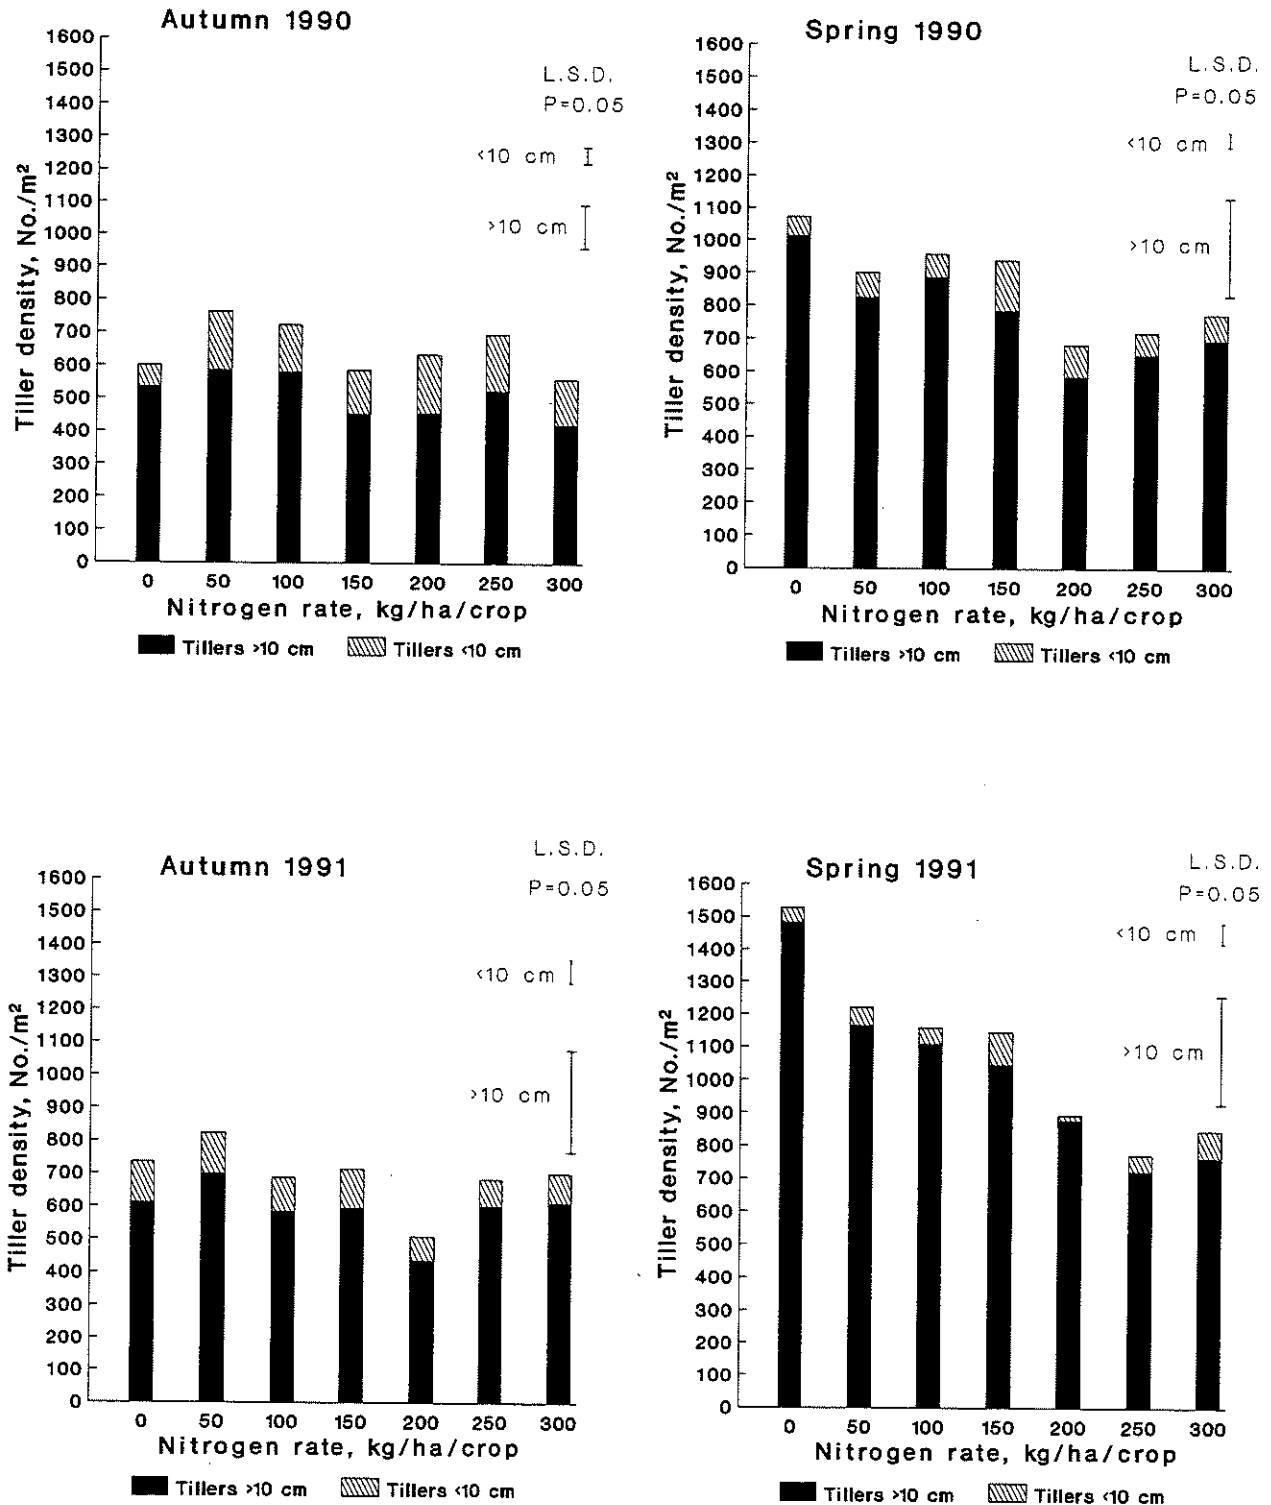 Autumn 1990
1600
1500
1400
1300
1200
1100
1000
900
800
700
600
500
400
300
200
100
0
Tiller density, No./m²
L.S.D.
P=0.05
<10 cm
>10 cm
0 50 100 150 200 250 300
Nitrogen rate, kg/ha/crop
Tillers >10 cm Tillers <10 cm
Spring 1990
1600
1500
1400
1300
1200
1100
1000
900
800
700
600
500
400
300
200
100
0
Tiller density, No./m²
L.S.D.
P=0.05
<10 cm
>10 cm
0 50 100 150 200 250 300
Nitrogen rate, kg/ha/crop
Tillers >10 cm Tillers <10 cm
Autumn 1991
1600
1500
1400
1300
1200
1100
1000
900
800
700
600
500
400
300
200
100
0
Tiller density, No./m²
L.S.D.
P=0.05
<10 cm
>10 cm
0 50 100 150 200 250 300
Nitrogen rate, kg/ha/crop
Tillers >10 cm Tillers <10 cm
Spring 1991
1600
1500
1400
1300
1200
1100
1000
900
800
700
600
500
400
300
200
100
0
Tiller density, No./m²
L.S.D.
P=0.05
<10 cm
>10 cm
0 50 100 150 200 250 300
Nitrogen rate, kg/ha/crop
Tillers >10 cm Tillers <10 cm